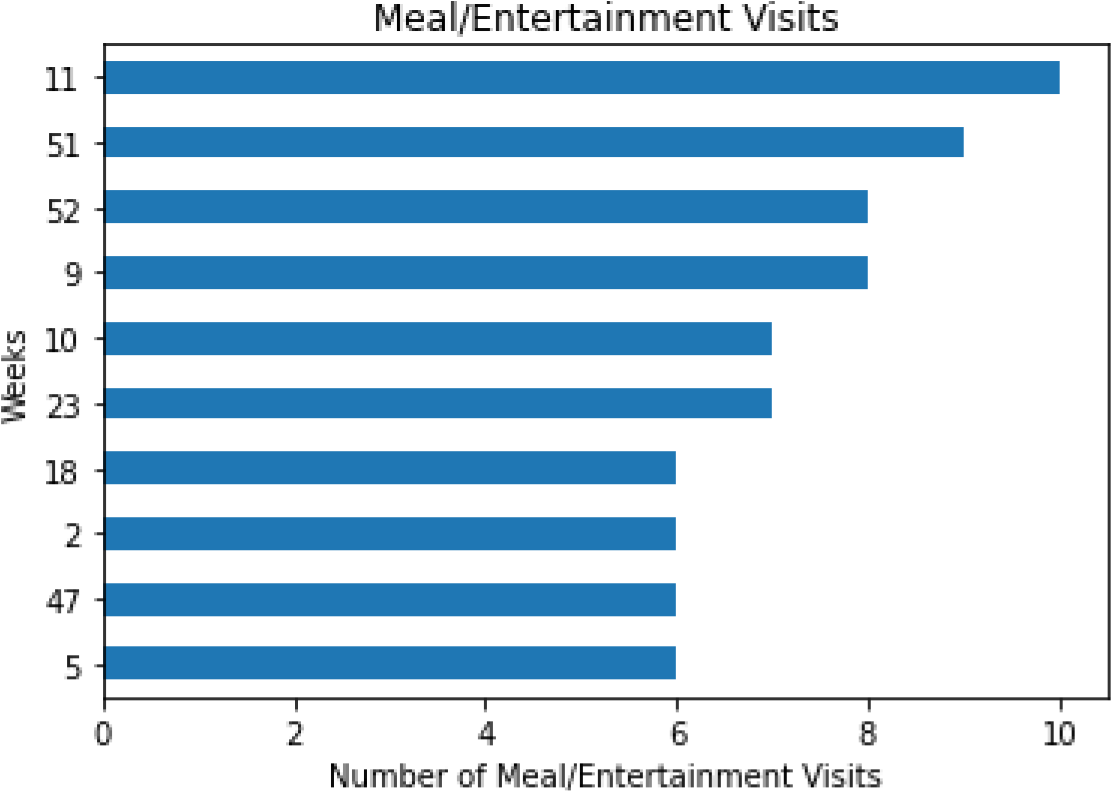 Meal/Entertainment Visits
11
51
52
9
10
23
18
2
47
5
Weeks
0 2 4 6 8 10
Number of Meal/Entertainment Visits